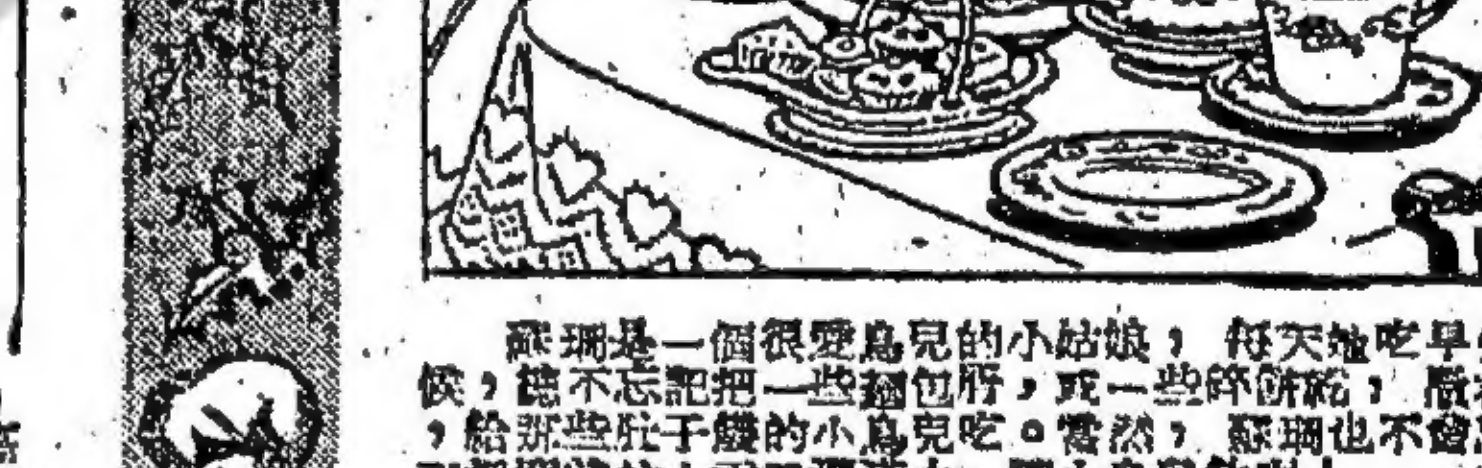 蘇珊是一個很愛鳥兒的小姑娘，每天她吃早
候，總不忘記把一些麵包屑，或一些碎餅乾，
，給那些肚子餓的小鳥兒吃。當然，蘇珊也不會